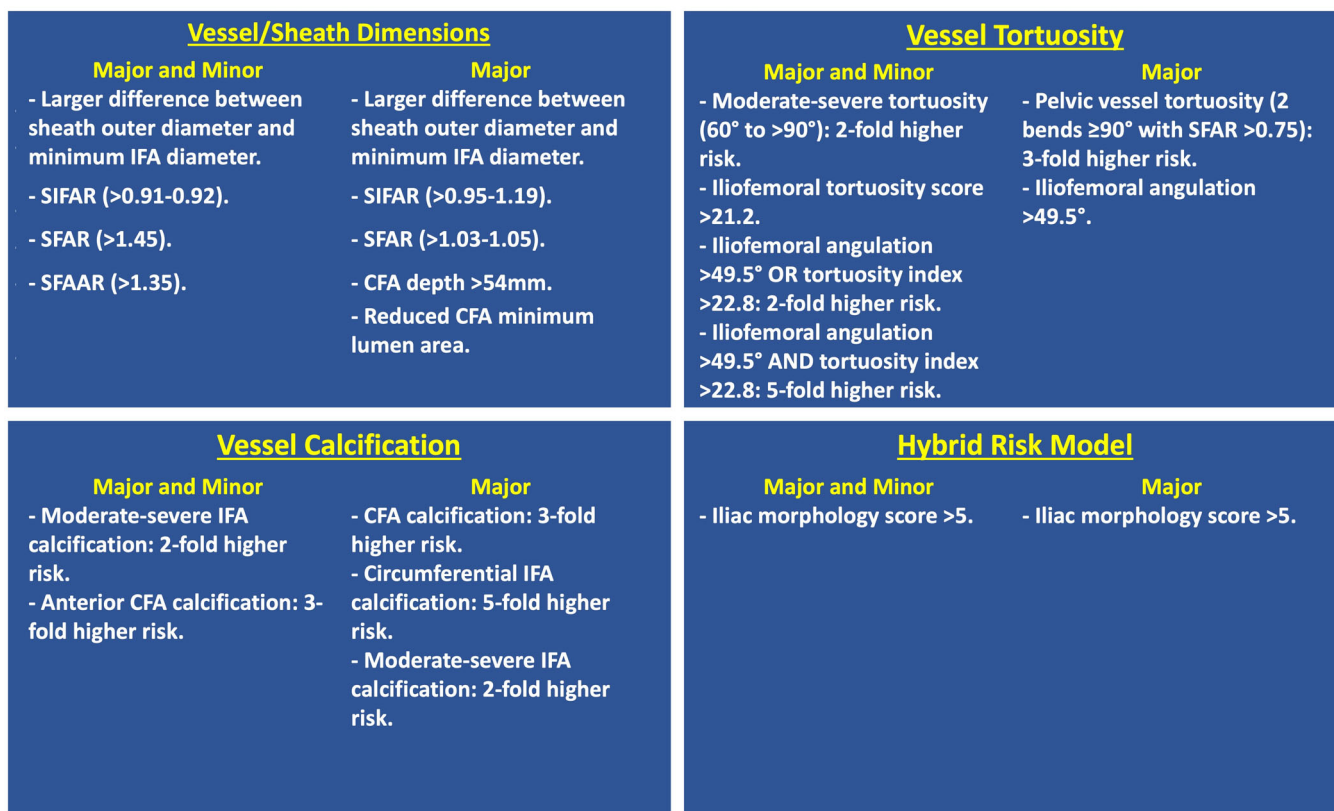 Vessel/Sheath Dimensions
Major and Minor
- Larger difference between
sheath outer diameter and
minimum IFA diameter.
- SIFAR (>0.91-0.92).
- SFAR (>1.45).
- SFAAR (>1.35).
Major
- Larger difference between
sheath outer diameter and
minimum IFA diameter.
- SIFAR (>0.95-1.19).
- SFAR (>1.03-1.05).
- CFA depth >54mm.
- Reduced CFA minimum
lumen area.
Vessel Tortuosity
Major and Minor
- Moderate-severe tortuosity
(60° to >90°): 2-fold higher
risk.
- Iliofemoral tortuosity score
>21.2.
- Iliofemoral angulation
>49.5° OR tortuosity index
>22.8: 2-fold higher risk.
- Iliofemoral angulation
>49.5° AND tortuosity index
>22.8: 5-fold higher risk.
Major
- Pelvic vessel tortuosity (2
bends ≥90° with SFAR >0.75):
3-fold higher risk.
- Iliofemoral angulation
>49.5°.
Vessel Calcification
Major and Minor
- Moderate-severe IFA
calcification: 2-fold higher
risk.
- Anterior CFA calcification: 3-
fold higher risk.
Major
- CFA calcification: 3-fold
higher risk.
- Circumferential IFA
calcification: 5-fold higher
risk.
- Moderate-severe IFA
calcification: 2-fold higher
risk.
Hybrid Risk Model
Major and Minor
- Iliac morphology score >5.
Major
- Iliac morphology score >5.